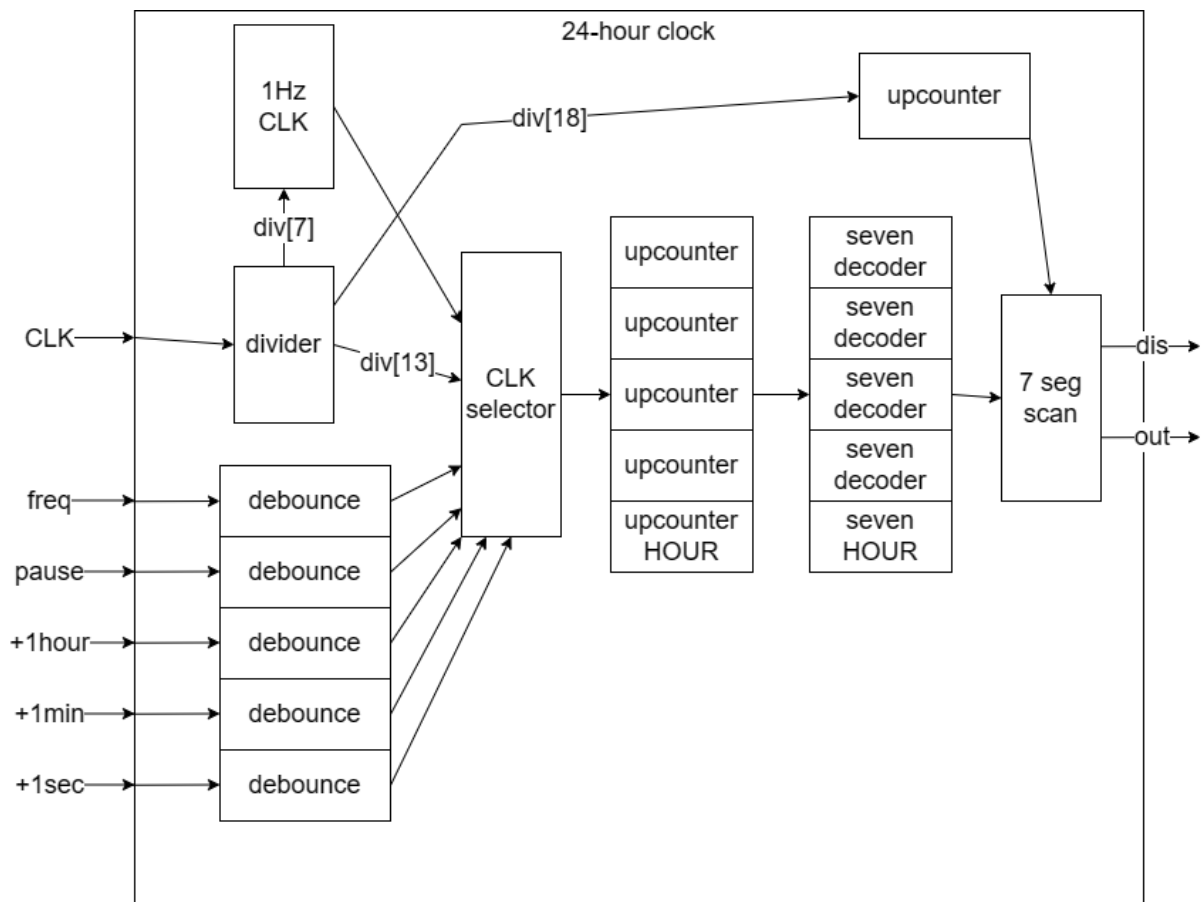 24-hour clock
1Hz
CLK
upcounter
div[18]
div[7]
CLK
divider
div[13]
CLK
selector
upcounter
upcounter
upcounter
upcounter
upcounter
HOUR
seven
decoder
seven
decoder
seven
decoder
seven
decoder
seven
HOUR
7 seg
scan
dis
out
freq
debounce
pause
debounce
+1hour
debounce
+1min
debounce
+1sec
debounce